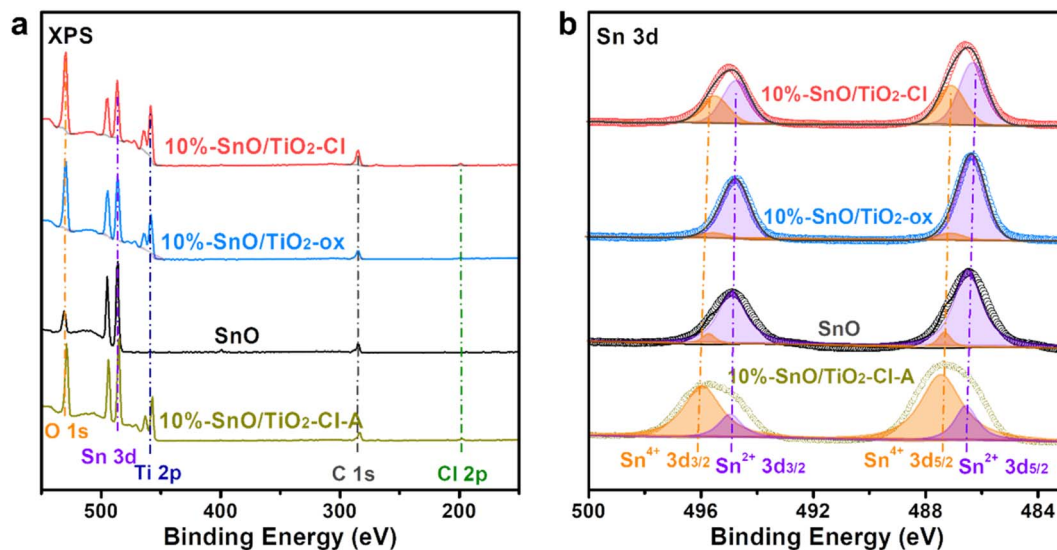 a
XPS
10%-SnO/TiO₂-Cl
10%-SnO/TiO₂-ox
SnO
10%-SnO/TiO₂-Cl-A
O 1s
Sn 3d
Ti 2p
C 1s
Cl 2p
500
400
300
200
Binding Energy (eV)
b
Sn 3d
10%-SnO/TiO₂-Cl
10%-SnO/TiO₂-ox
SnO
10%-SnO/TiO₂-Cl-A
Sn⁴⁺ 3d₃/₂
Sn²⁺ 3d₃/₂
Sn⁴⁺ 3d₅/₂
Sn²⁺ 3d₅/₂
500
496
492
488
484
Binding Energy (eV)